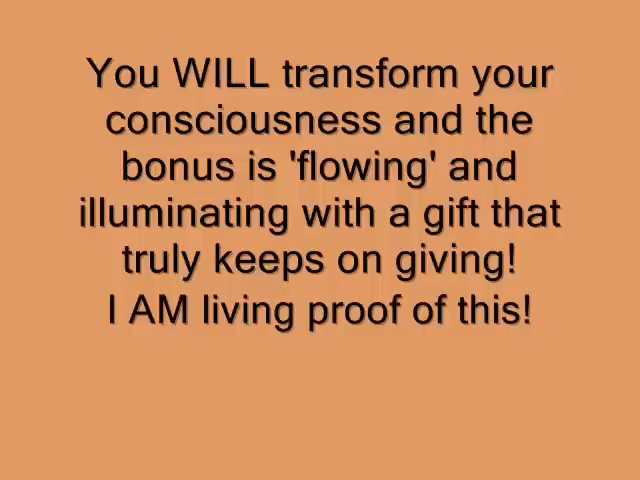 You WILL transform your
consciousness and the
bonus is 'flowing' and
illuminating with a gift that
truly keeps on giving!
I AM living proof of this!